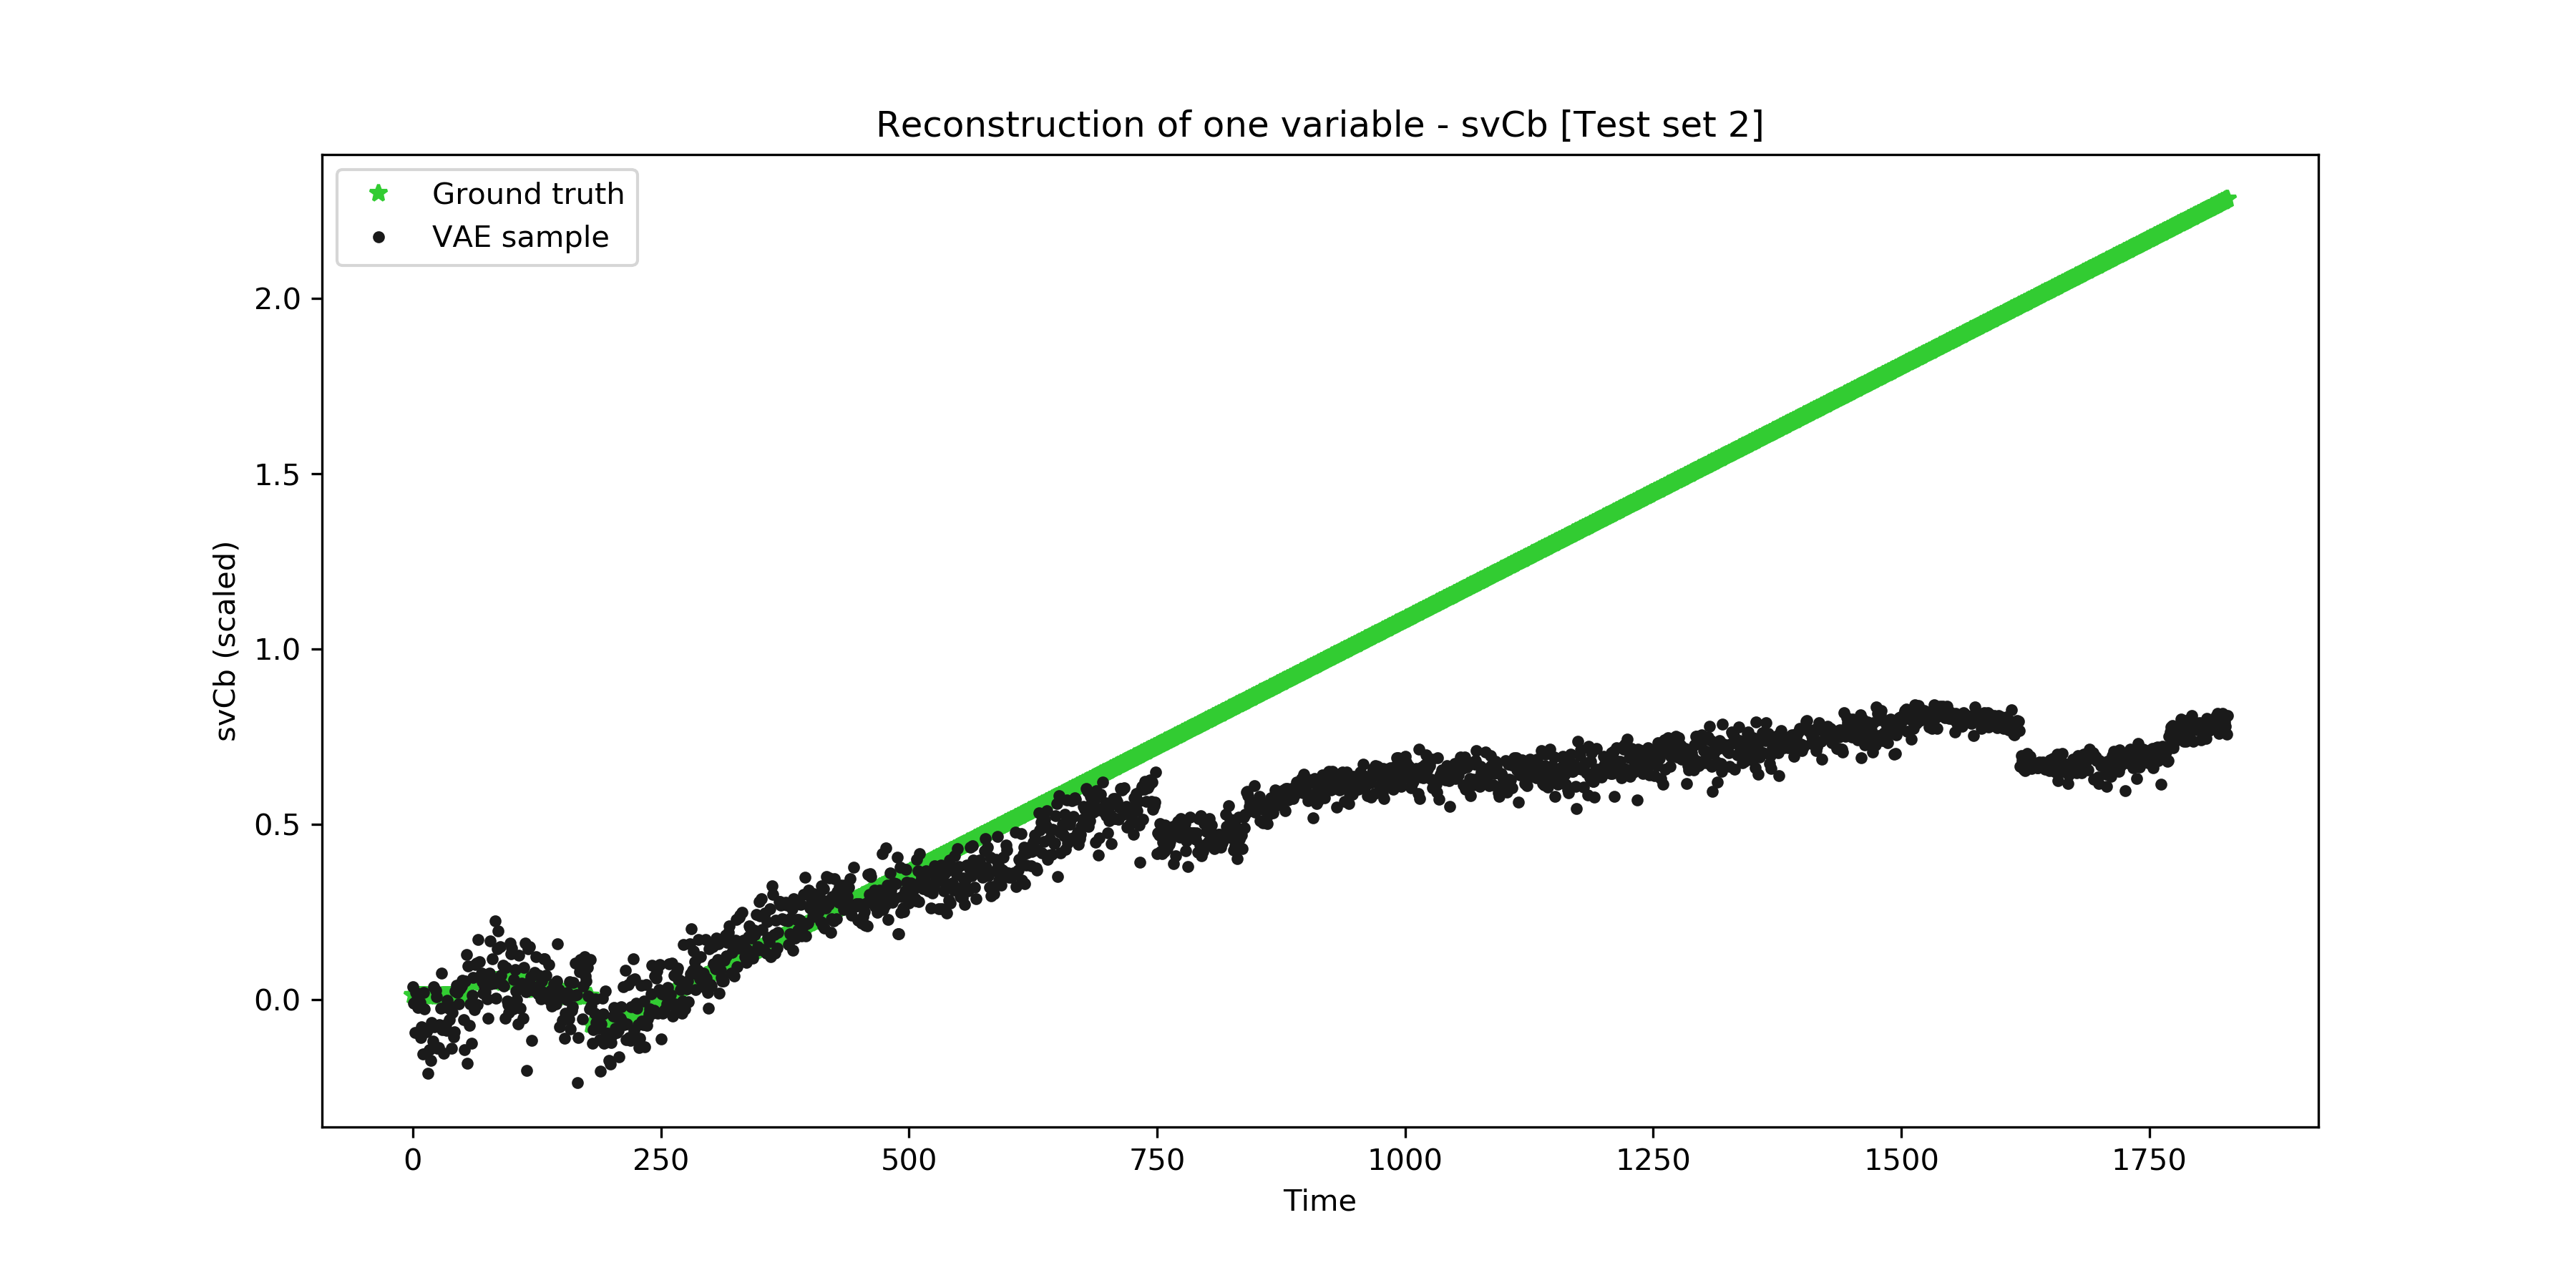 Reconstruction of one variable - svCb [Test set 2]
Ground truth
VAE sample
2.0
1.5
1.0
0.5
0.0
svCb (scaled)
0 250 500 750 1000 1250 1500 1750
Time